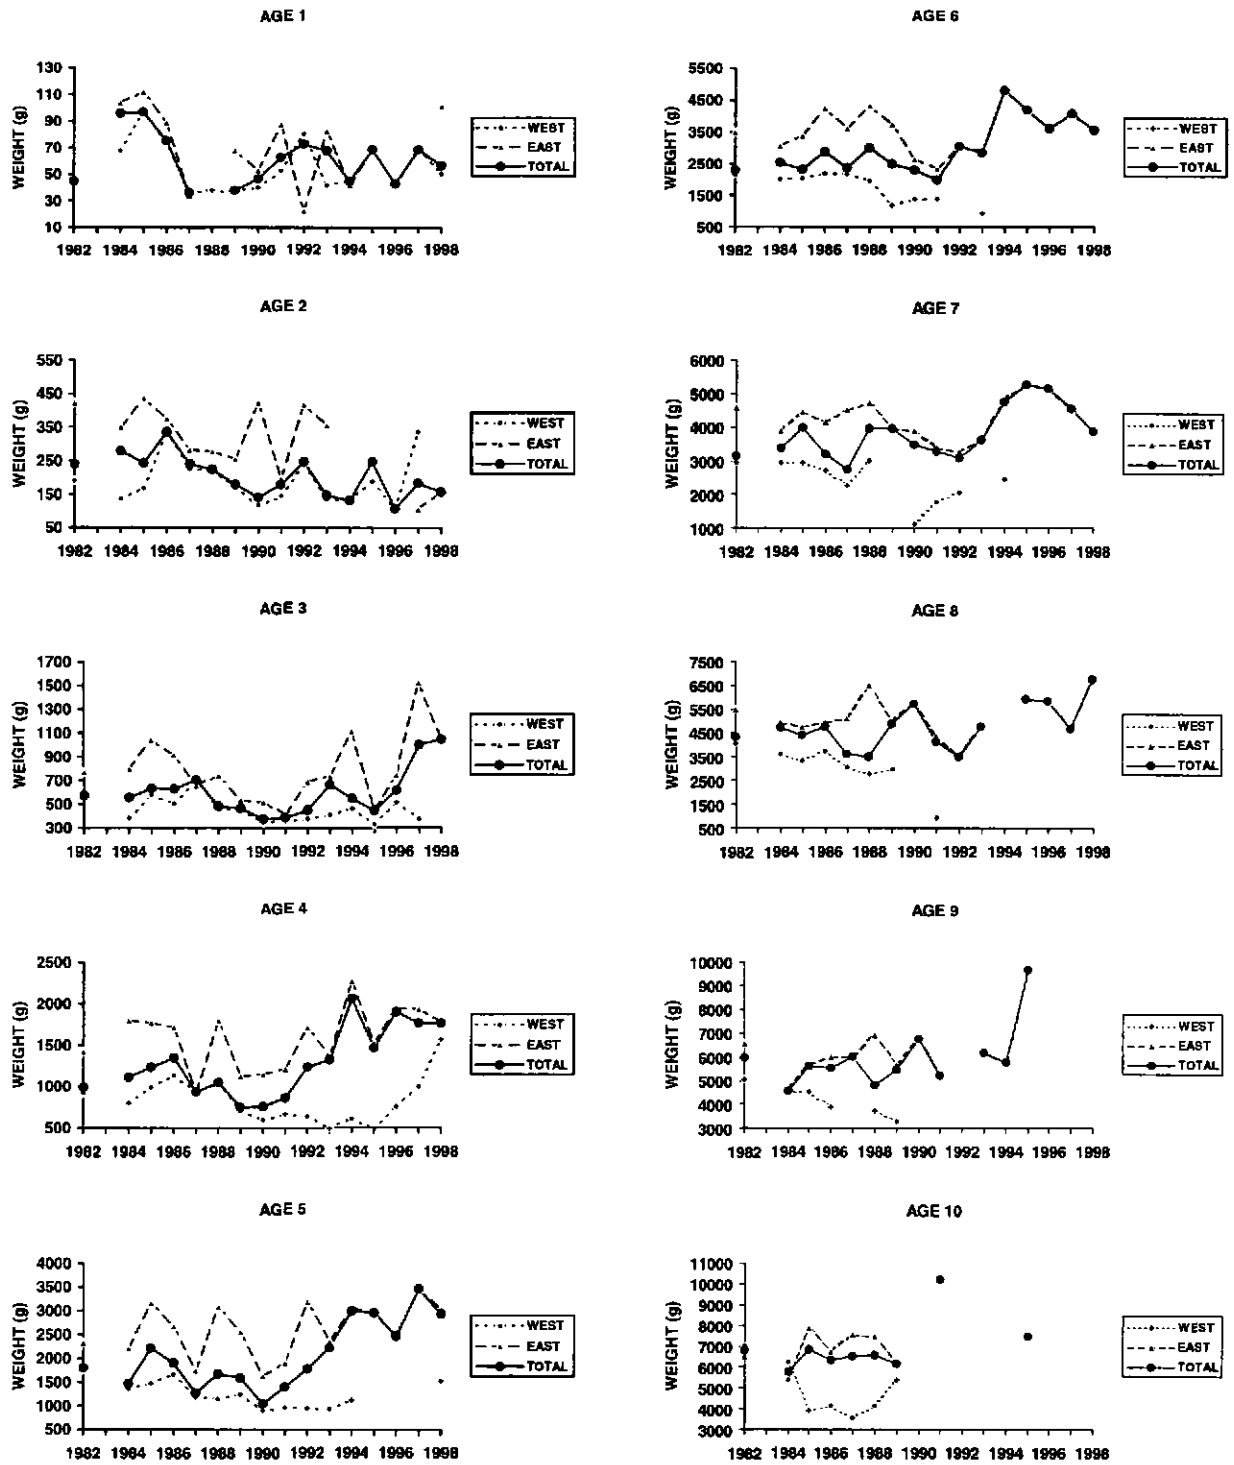 AGE 1
WEIGHT (g)
130
110
90
70
50
30
10
1982 1984 1986 1988 1990 1992 1994 1996 1998
WEST
EAST
TOTAL
AGE 2
WEIGHT (g)
550
450
350
250
150
50
1982 1984 1986 1988 1990 1992 1994 1996 1998
WEST
EAST
TOTAL
AGE 3
WEIGHT (g)
1700
1500
1300
1100
900
700
500
300
1982 1984 1986 1988 1990 1992 1994 1996 1998
WEST
EAST
TOTAL
AGE 4
WEIGHT (g)
2500
2000
1500
1000
500
1982 1984 1986 1988 1990 1992 1994 1996 1998
WEST
EAST
TOTAL
AGE 5
WEIGHT (g)
4000
3500
3000
2500
2000
1500
1000
500
1982 1984 1986 1988 1990 1992 1994 1996 1998
WEST
EAST
TOTAL
AGE 6
WEIGHT (g)
5500
4500
3500
2500
1500
500
1982 1984 1986 1988 1990 1992 1994 1996 1998
WEST
EAST
TOTAL
AGE 7
WEIGHT (g)
6000
5000
4000
3000
2000
1000
1982 1984 1986 1988 1990 1992 1994 1996 1998
WEST
EAST
TOTAL
AGE 8
WEIGHT (g)
7500
6500
5500
4500
3500
2500
1500
500
1982 1984 1986 1988 1990 1992 1994 1996 1998
WEST
EAST
TOTAL
AGE 9
WEIGHT (g)
10000
9000
8000
7000
6000
5000
4000
3000
1982 1984 1986 1988 1990 1992 1994 1996 1998
WEST
EAST
TOTAL
AGE 10
WEIGHT (g)
11000
10000
9000
8000
7000
6000
5000
4000
3000
1982 1984 1986 1988 1990 1992 1994 1996 1998
WEST
EAST
TOTAL